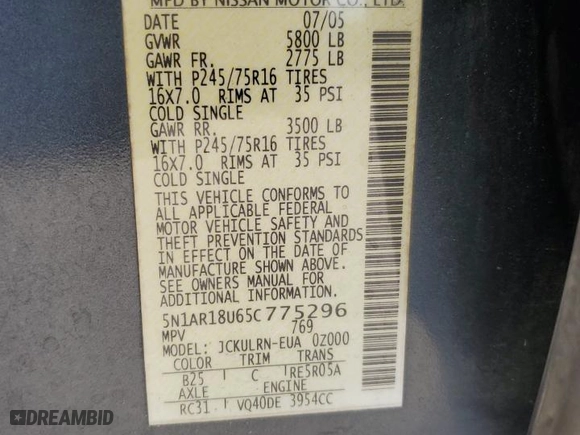 MFD BY NISSAN MOTOR CO., LTD.
DATE 07/05
GVWR 5800 LB
GAWR FR. 2775 LB
WITH P245/75R16 TIRES
16X7.0 RIMS AT 35 PSI
COLD SINGLE
GAWR RR. 3500 LB
WITH P245/75R16 TIRES
16X7.0 RIMS AT 35 PSI
COLD SINGLE
THIS VEHICLE CONFORMS TO
ALL APPLICABLE FEDERAL
MOTOR VEHICLE SAFETY AND
THEFT PREVENTION STANDARDS
IN EFFECT ON THE DATE OF
MANUFACTURE SHOWN ABOVE.
SEE OWNERS MANUAL FOR
ADDITIONAL INFORMATION.
5N1AR18U65C775296
MPV 769
MODEL: JCKULRN-EUA 0Z000
COLOR TRIM TRANS
B25 C RE5R05A
AXLE ENGINE
RC31 VQ40DE 3954CC
DREAMBID